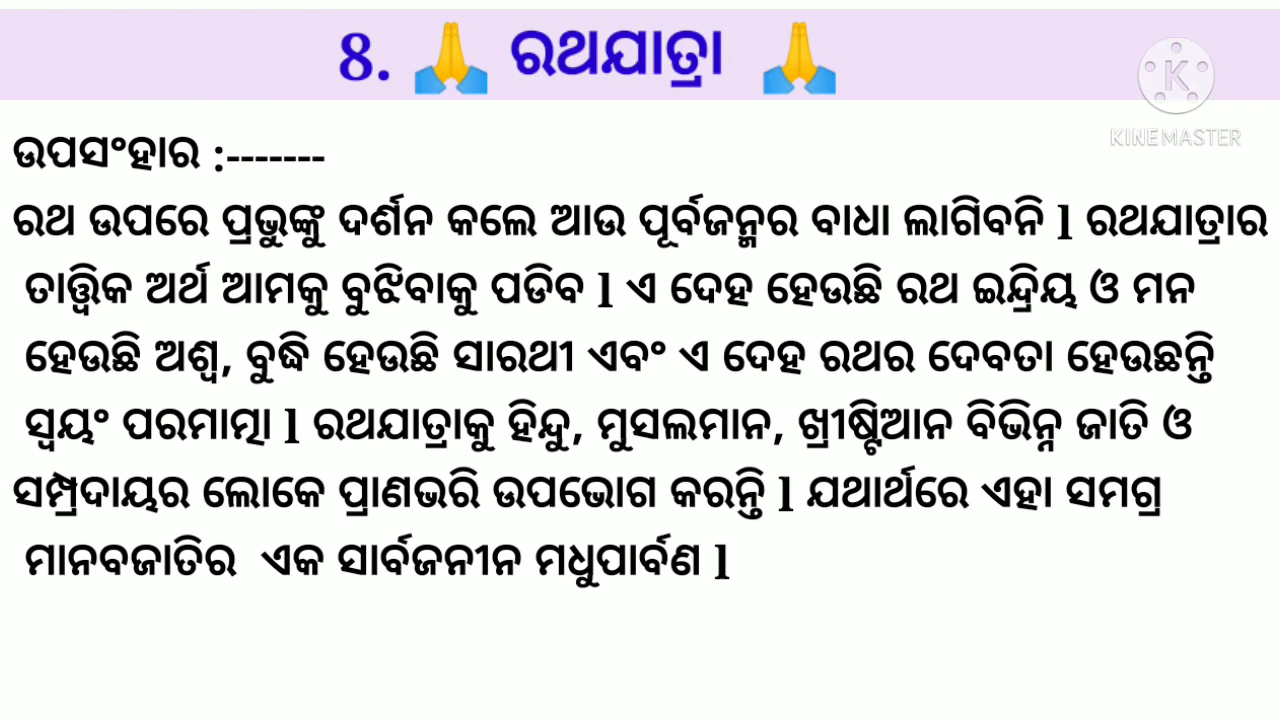 8. 🙏 ରଥଯାତ୍ରା 🙏
KINEMASTER
ଉପସଂହାର :-------
ରଥ ଉପରେ ପ୍ରଭୁଙ୍କୁ ଦର୍ଶନ କଲେ ଆଉ ପୂର୍ବଜନ୍ମର ବାଧା ଲାଗିବନି l ରଥଯାତ୍ରାର
ତାତ୍ତ୍ୱିକ ଅର୍ଥ ଆମକୁ ବୁଝିବାକୁ ପଡିବ l ଏ ଦେହ ହେଉଛି ରଥ ଇନ୍ଦ୍ରିୟ ଓ ମନ
ହେଉଛି ଅଶ୍ୱ, ବୁଦ୍ଧି ହେଉଛି ସାରଥୀ ଏବଂ ଏ ଦେହ ରଥର ଦେବତା ହେଉଛନ୍ତି
ସ୍ୱୟଂ ପରମାତ୍ମା l ରଥଯାତ୍ରାକୁ ହିନ୍ଦୁ, ମୁସଲମାନ, ଖ୍ରୀଷ୍ଟିଆନ ବିଭିନ୍ନ ଜାତି ଓ
ସମ୍ପ୍ରଦାୟର ଲୋକେ ପ୍ରାଣଭରି ଉପଭୋଗ କରନ୍ତି l ଯଥାର୍ଥରେ ଏହା ସମଗ୍ର
ମାନବଜାତିର ଏକ ସାର୍ବଜନୀନ ମଧୁପାର୍ବଣ l